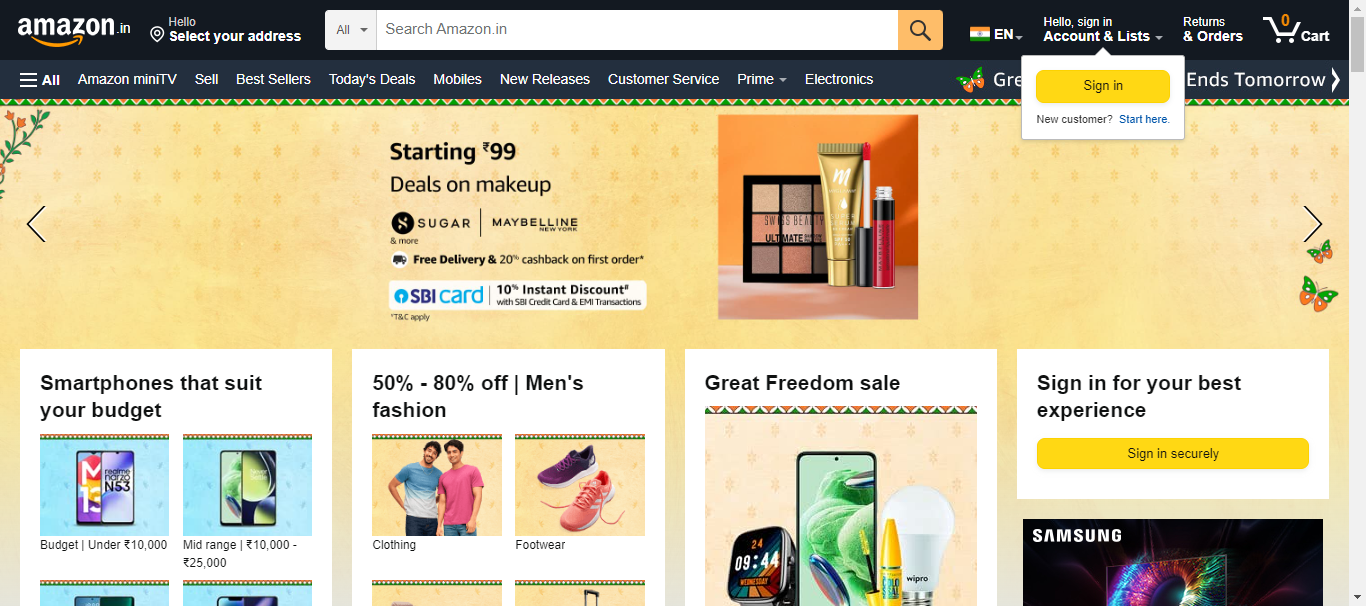 amazon.in
Hello
Select your address
All
Search Amazon.in
EN
Hello, sign in
Account & Lists
Returns
& Orders
0
Cart
All
Amazon miniTV
Sell
Best Sellers
Today's Deals
Mobiles
New Releases
Customer Service
Prime
Electronics
Gre
Ends Tomorrow
Sign in
New customer? Start here.
Starting ₹99
Deals on makeup
S SUGAR | MAYBELLINE
NEW YORK
& more
Free Delivery & 20% cashback on first order*
SBI card
10% Instant Discount#
with SBI Credit Card & EMI Transactions
*T&C apply
SWISS BEAUTY
ULTIMATE
m
Smartphones that suit
your budget
realme
narzo
N53
Budget | Under ₹10,000
Mid range | ₹10,000 -
₹25,000
50% - 80% off | Men's
fashion
Clothing
Footwear
Great Freedom sale
24
09:44
WEDNESDAY
wipro
Sign in for your best
experience
Sign in securely
SAMSUNG